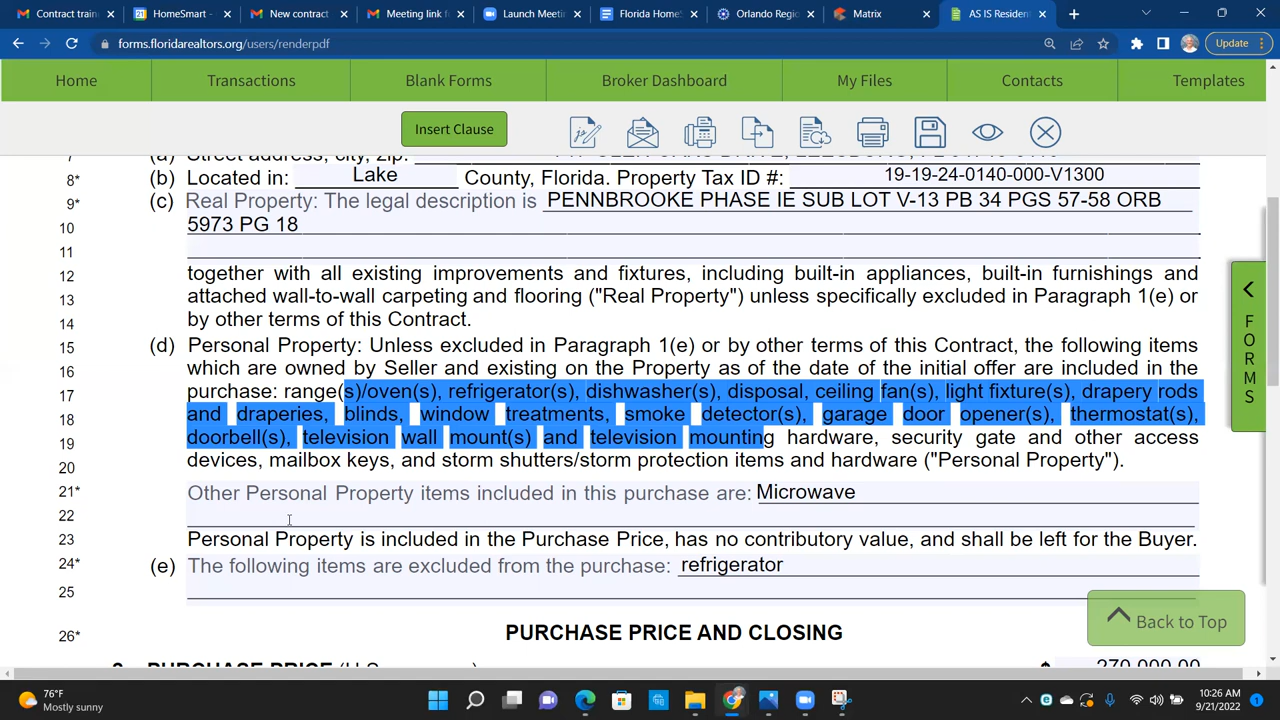 Contract train
HomeSmart -
New contract
Meeting link f
Launch Meeti
Florida HomeS
Orlando Regio
Matrix
AS IS Residen
forms.floridarealtors.org/users/renderpdf
Update
Home
Transactions
Blank Forms
Broker Dashboard
My Files
Contacts
Templates
Insert Clause
8* (b) Located in: Lake County, Florida. Property Tax ID #: 19-19-24-0140-000-V1300
9* (c) Real Property: The legal description is PENNBROOKE PHASE IE SUB LOT V-13 PB 34 PGS 57-58 ORB
10 5973 PG 18
11
12 together with all existing improvements and fixtures, including built-in appliances, built-in furnishings and
13 attached wall-to-wall carpeting and flooring ("Real Property") unless specifically excluded in Paragraph 1(e) or
14 by other terms of this Contract.
15 (d) Personal Property: Unless excluded in Paragraph 1(e) or by other terms of this Contract, the following items
16 which are owned by Seller and existing on the Property as of the date of the initial offer are included in the
17 purchase: range(s)/oven(s), refrigerator(s), dishwasher(s), disposal, ceiling fan(s), light fixture(s), drapery rods
18 and draperies, blinds, window treatments, smoke detector(s), garage door opener(s), thermostat(s),
19 doorbell(s), television wall mount(s) and television mounting hardware, security gate and other access
20 devices, mailbox keys, and storm shutters/storm protection items and hardware ("Personal Property").
21* Other Personal Property items included in this purchase are: Microwave
22
23 Personal Property is included in the Purchase Price, has no contributory value, and shall be left for the Buyer.
24* (e) The following items are excluded from the purchase: refrigerator
25
26* PURCHASE PRICE AND CLOSING
PURCHASE PRICE $ 270,000.00
Back to Top
FORMS
76°F
Mostly sunny
10:26 AM
9/21/2022